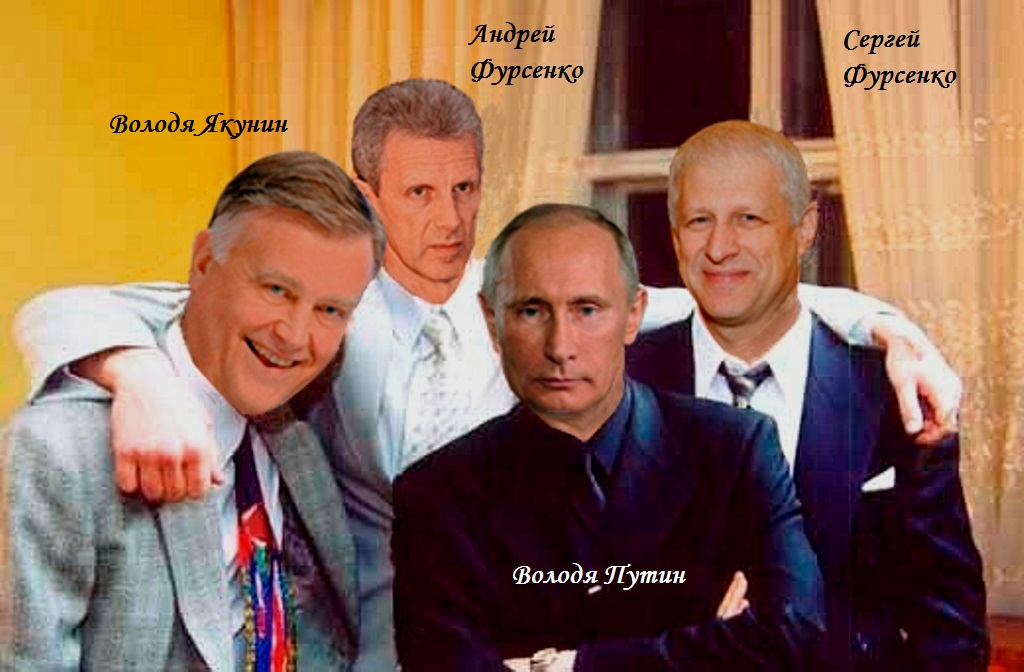 Андрей
Фурсенко
Сергей
Фурсенко
Володя Якунин
Володя Путин